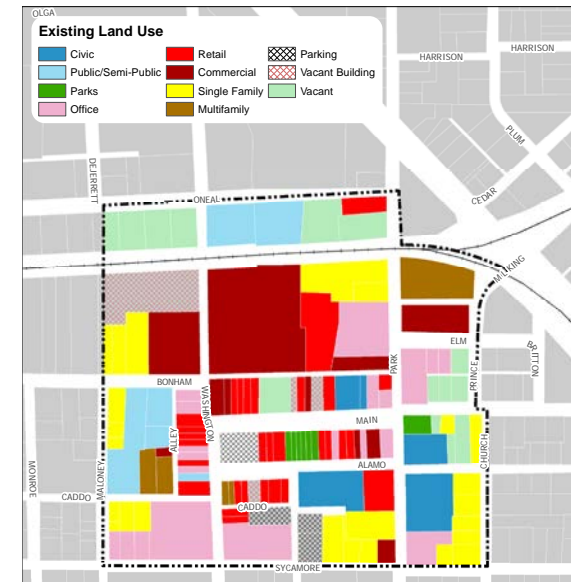 OLGA
Existing Land Use
Civic
Public/Semi-Public
Parks
Office
Retail
Commercial
Single Family
Multifamily
Parking
Vacant Building
Vacant
HARRISON
HARRISON
PLUM
DEJERRETT
CEDAR
ONEAL
MLKING
ELM
BRITTON
PARK
PRINCE
BONHAM
WASHINGTON
MAIN
ALLEY
ALAMO
CHURCH
MONROE
MALONEY
CADDO
CADDO
SYCAMORE